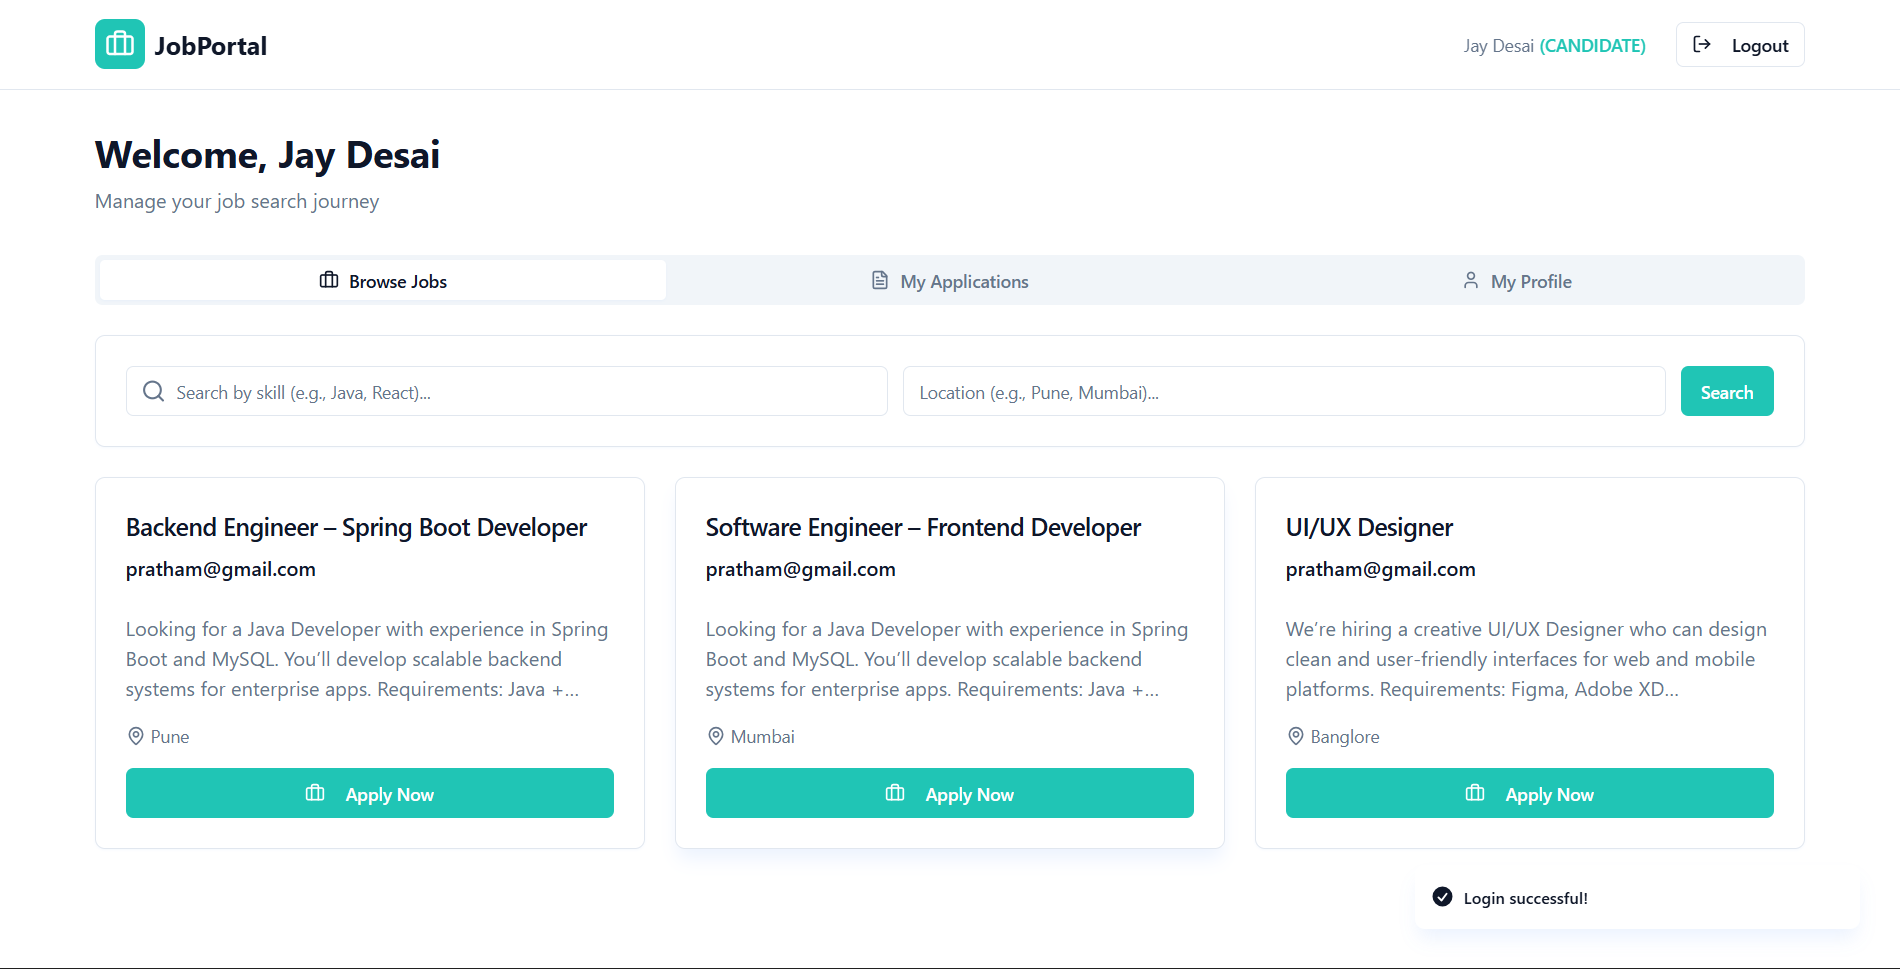 JobPortal
Jay Desai (CANDIDATE)
Logout
Welcome, Jay Desai
Manage your job search journey
Browse Jobs
My Applications
My Profile
Search by skill (e.g., Java, React)...
Location (e.g., Pune, Mumbai)...
Search
Backend Engineer – Spring Boot Developer
pratham@gmail.com
Looking for a Java Developer with experience in Spring
Boot and MySQL. You’ll develop scalable backend
systems for enterprise apps. Requirements: Java +...
Pune
Apply Now
Software Engineer – Frontend Developer
pratham@gmail.com
Looking for a Java Developer with experience in Spring
Boot and MySQL. You’ll develop scalable backend
systems for enterprise apps. Requirements: Java +...
Mumbai
Apply Now
UI/UX Designer
pratham@gmail.com
We’re hiring a creative UI/UX Designer who can design
clean and user-friendly interfaces for web and mobile
platforms. Requirements: Figma, Adobe XD...
Banglore
Apply Now
Login successful!